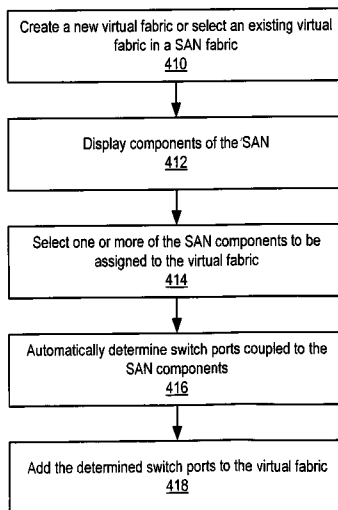 Create a new virtual fabric or select an existing virtual
fabric in a SAN fabric
410
Display components of the SAN
412
Select one or more of the SAN components to be
assigned to the virtual fabric
414
Automatically determine switch ports coupled to the
SAN components
416
Add the determined switch ports to the virtual fabric
418